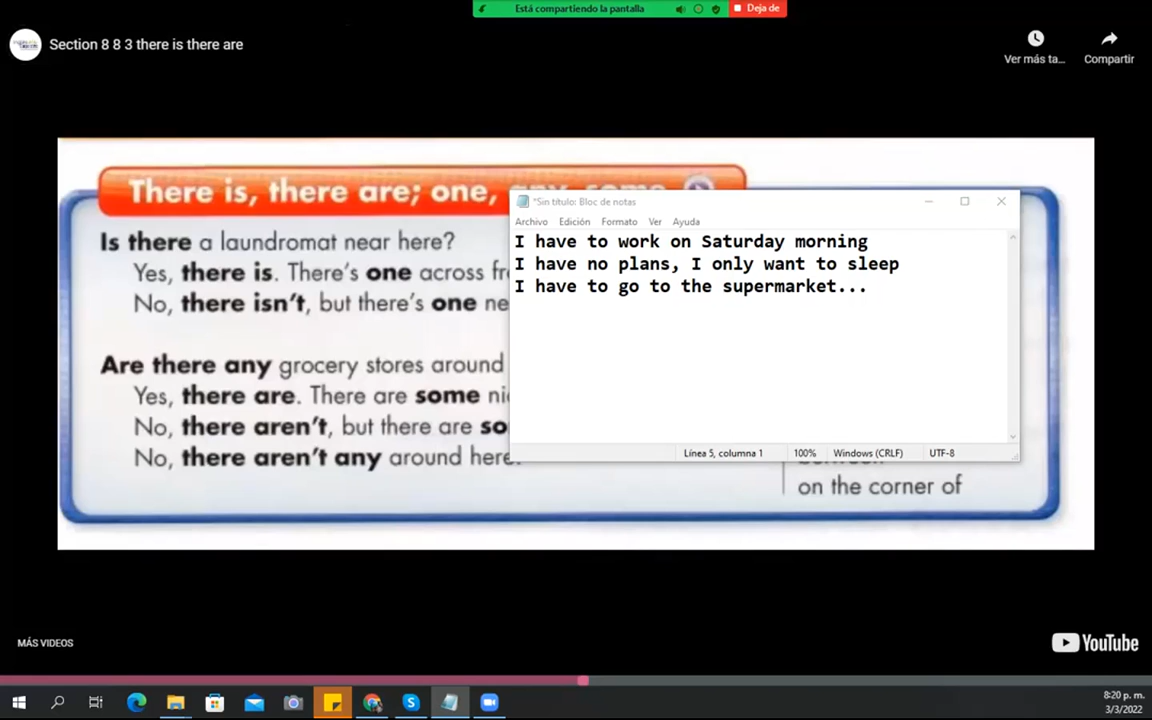 Está compartiendo la pantalla
Deja de
Section 8 8 3 there is there are
Ver más ta...
Compartir
There is, there are; one,
Is there a laundromat near here?
Yes, there is. There's one across
No, there isn't, but there's one
Are there any grocery stores around
Yes, there are. There are some
No, there aren't, but there are
No, there aren't any around here.
on the corner of
*Sin título: Bloc de notas
Archivo Edición Formato Ver Ayuda
I have to work on Saturday morning
I have no plans, I only want to sleep
I have to go to the supermarket...
Línea 5, columna 1 100% Windows (CRLF) UTF-8
MÁS VIDEOS
YouTube
8:20 p. m.
3/3/2022